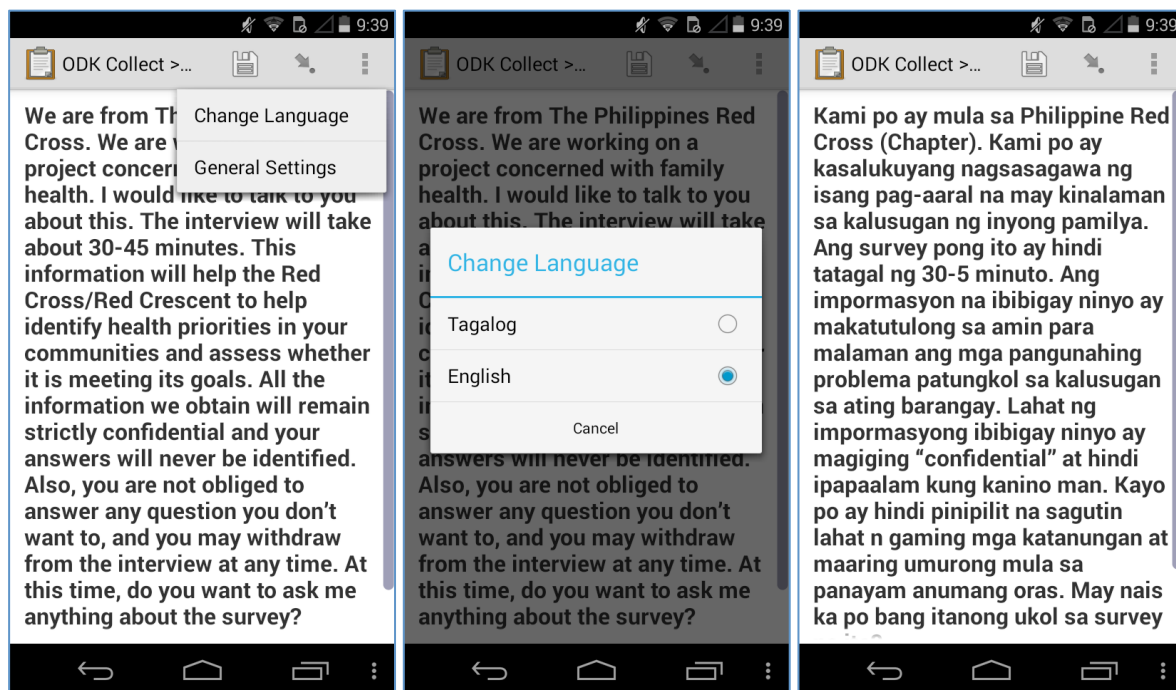 9:39
ODK Collect >...
Change Language
General Settings
We are from Th
Cross. We are
project concern
health. I would like to talk to you
about this. The interview will take
about 30-45 minutes. This
information will help the Red
Cross/Red Crescent to help
identify health priorities in your
communities and assess whether
it is meeting its goals. All the
information we obtain will remain
strictly confidential and your
answers will never be identified.
Also, you are not obliged to
answer any question you don’t
want to, and you may withdraw
from the interview at any time. At
this time, do you want to ask me
anything about the survey?
9:39
ODK Collect >...
We are from The Philippines Red
Cross. We are working on a
project concerned with family
health. I would like to talk to you
about this. The interview will take
Change Language
Tagalog
English
Cancel
answers will never be identified.
Also, you are not obliged to
answer any question you don’t
want to, and you may withdraw
from the interview at any time. At
this time, do you want to ask me
anything about the survey?
9:39
ODK Collect >...
Kami po ay mula sa Philippine Red
Cross (Chapter). Kami po ay
kasalukuyang nagsasagawa ng
isang pag-aaral na may kinalaman
sa kalusugan ng inyong pamilya.
Ang survey pong ito ay hindi
tatagal ng 30-5 minuto. Ang
impormasyon na ibibigay ninyo ay
makatutulong sa amin para
malaman ang mga pangunahing
problema patungkol sa kalusugan
sa ating barangay. Lahat ng
impormasyong ibibigay ninyo ay
magiging “confidential” at hindi
ipapaalam kung kanino man. Kayo
po ay hindi pinipilit na sagutin
lahat n gaming mga katanungan at
maaring umurong mula sa
panayam anumang oras. May nais
ka po bang itanong ukol sa survey